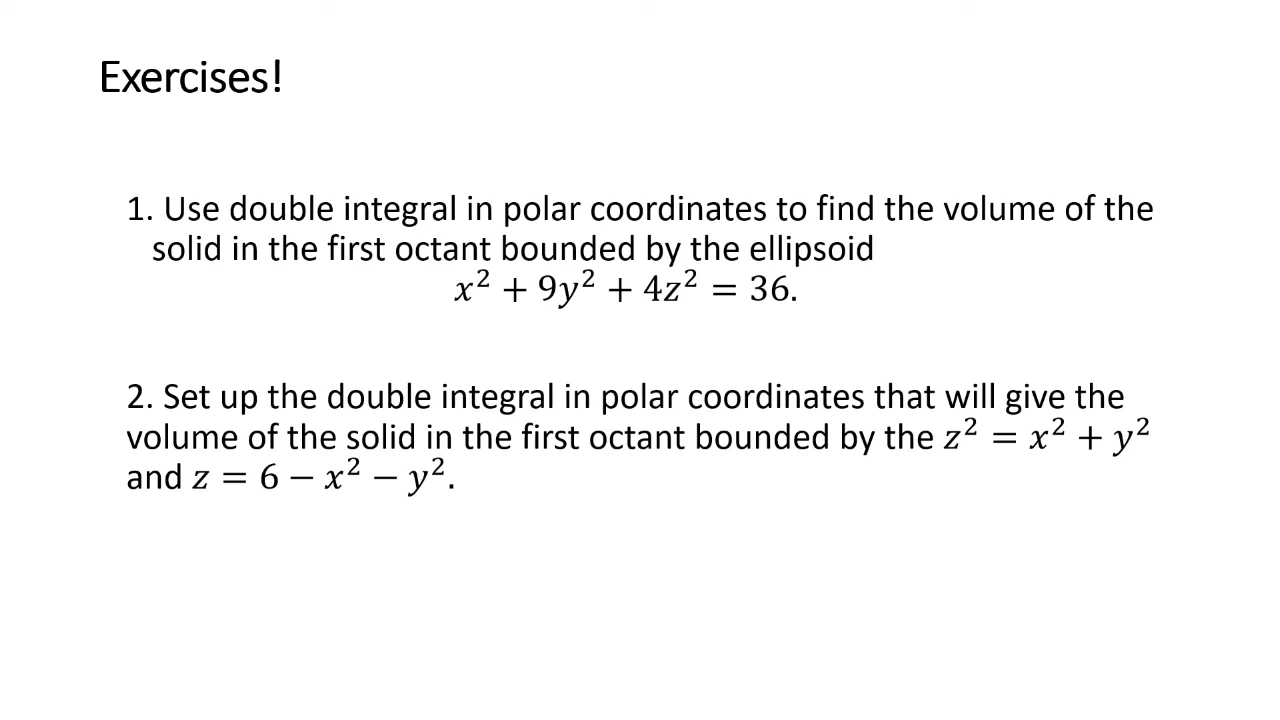 Exercises!
1. Use double integral in polar coordinates to find the volume of the
solid in the first octant bounded by the ellipsoid
𝑥² + 9𝑦² + 4𝑧² = 36.
2. Set up the double integral in polar coordinates that will give the
volume of the solid in the first octant bounded by the 𝑧² = 𝑥² + 𝑦²
and 𝑧 = 6 − 𝑥² − 𝑦².